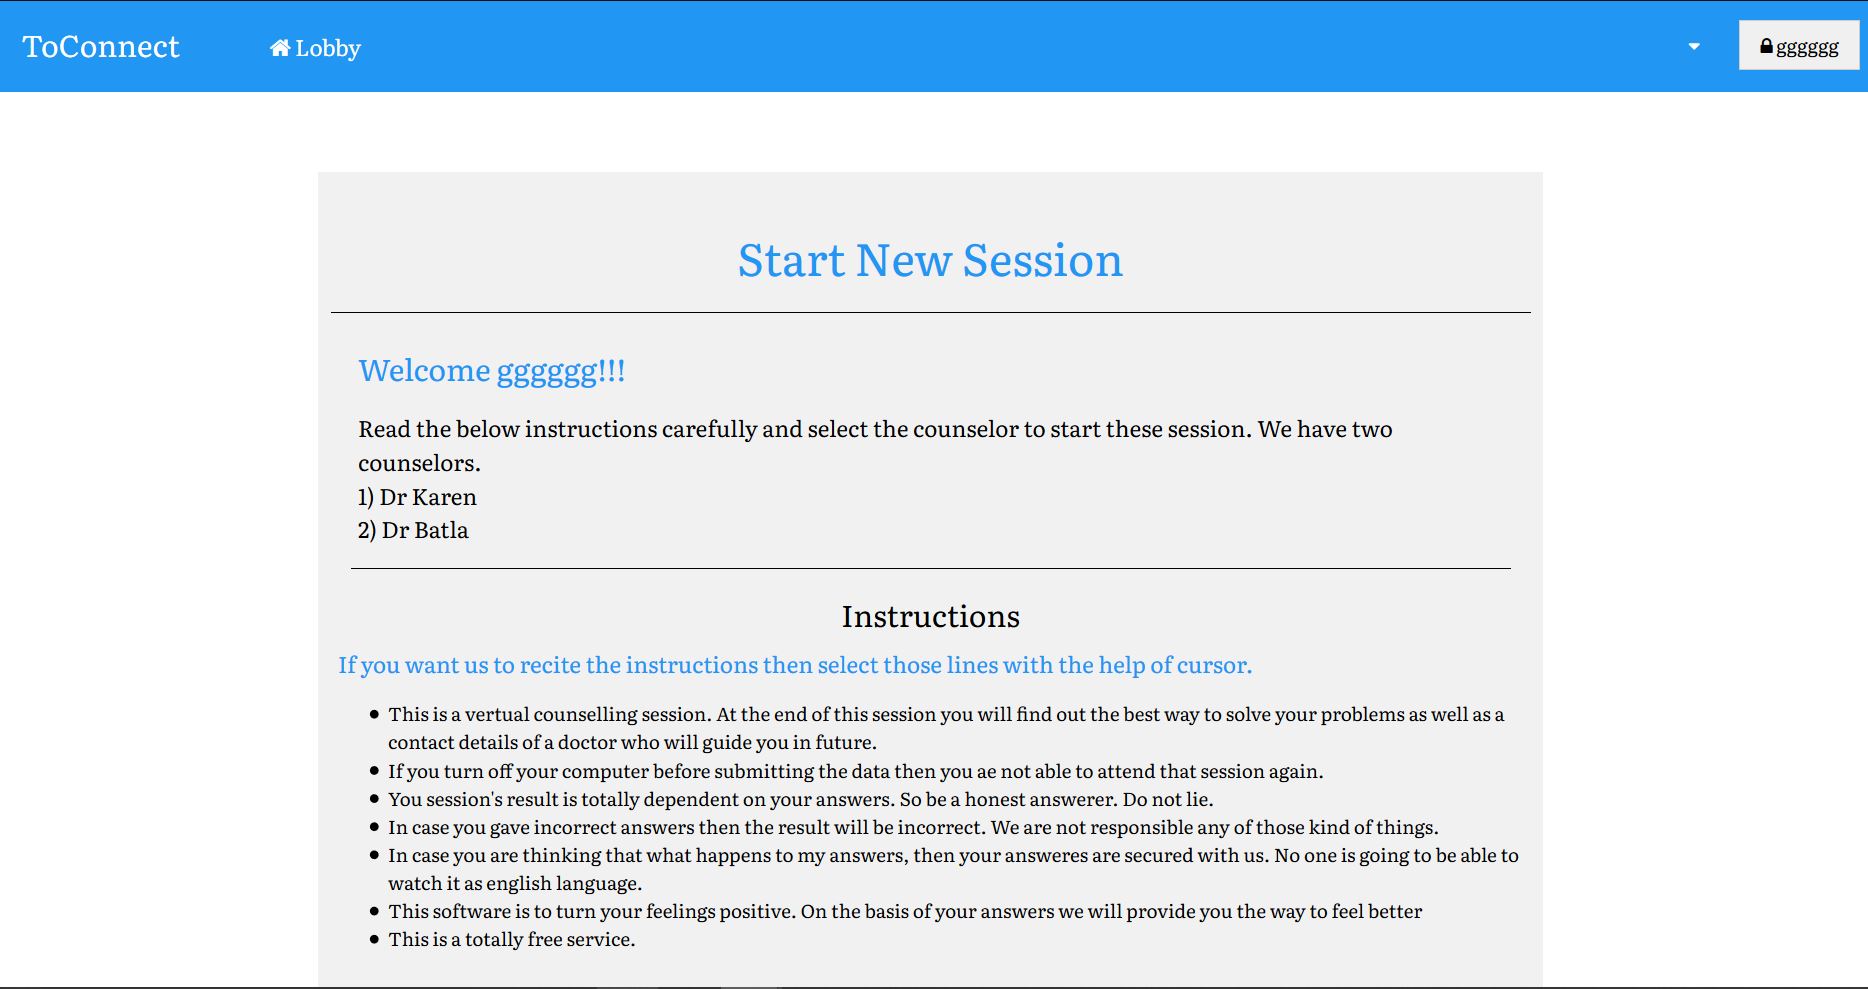 ToConnect
Lobby
gggggg
Start New Session
Welcome gggggg!!!
Read the below instructions carefully and select the counselor to start these session. We have two
counselors.
1) Dr Karen
2) Dr Batla
Instructions
If you want us to recite the instructions then select those lines with the help of cursor.
This is a vertual counselling session. At the end of this session you will find out the best way to solve your problems as well as a
contact details of a doctor who will guide you in future.
If you turn off your computer before submitting the data then you ae not able to attend that session again.
You session's result is totally dependent on your answers. So be a honest answerer. Do not lie.
In case you gave incorrect answers then the result will be incorrect. We are not responsible any of those kind of things.
In case you are thinking that what happens to my answers, then your answeres are secured with us. No one is going to be able to
watch it as english language.
This software is to turn your feelings positive. On the basis of your answers we will provide you the way to feel better
This is a totally free service.